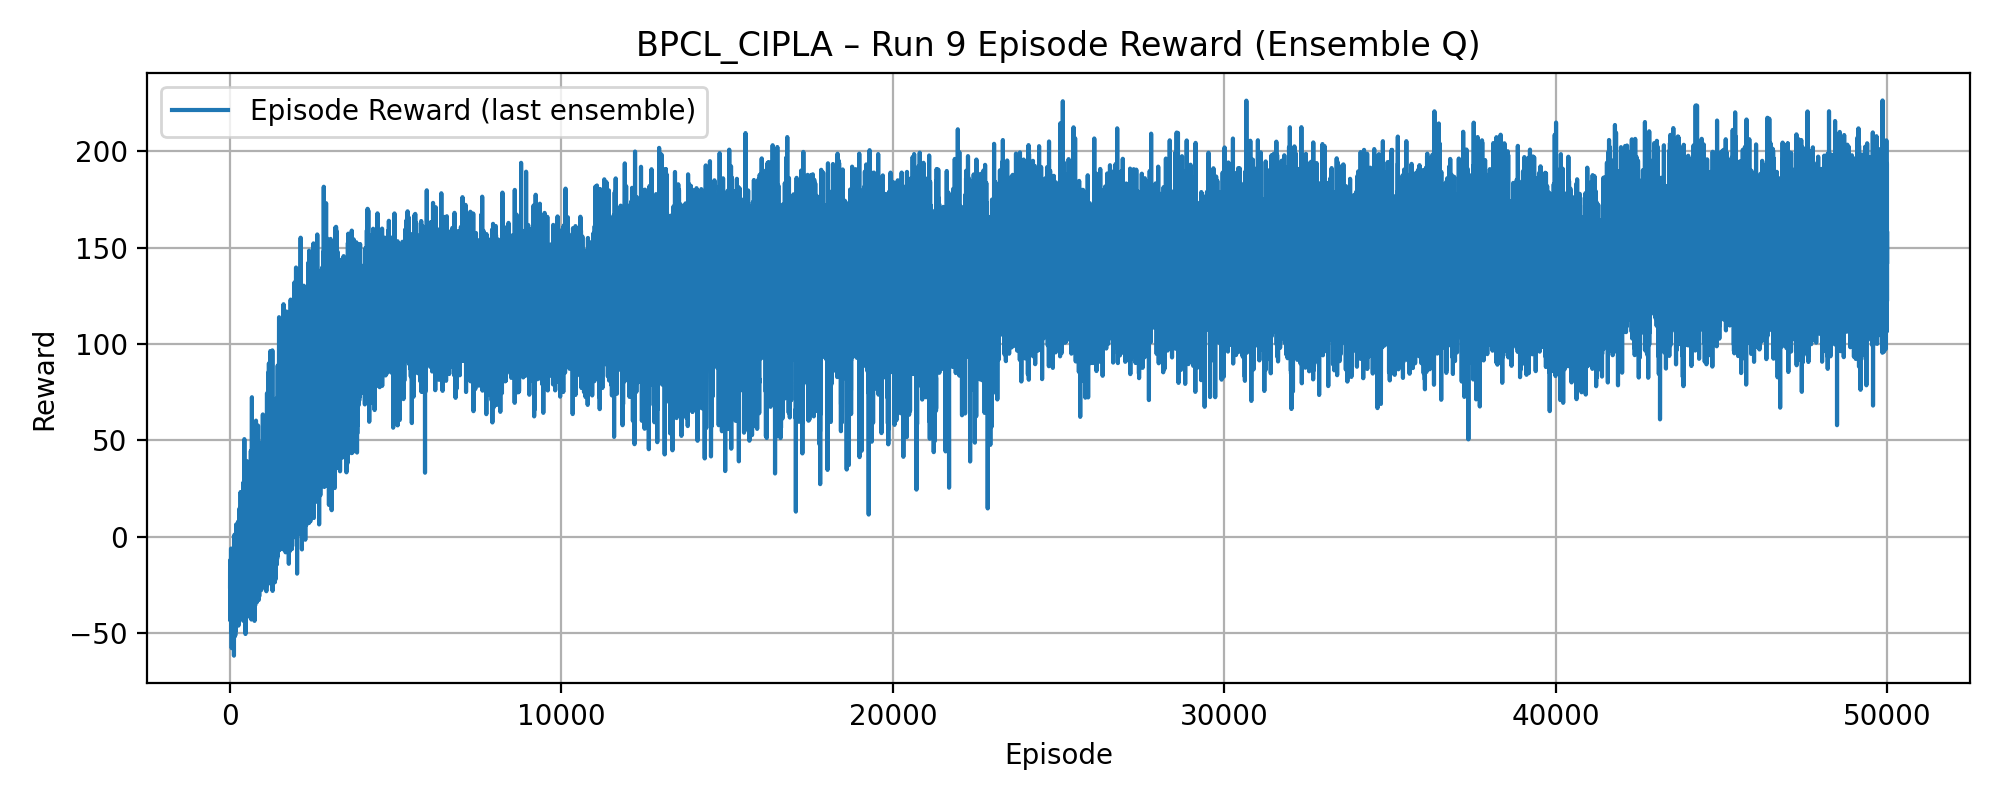 BPCL_CIPLA – Run 9 Episode Reward (Ensemble Q)
Episode Reward (last ensemble)
200
150
100
50
0
−50
Reward
0 10000 20000 30000 40000 50000
Episode